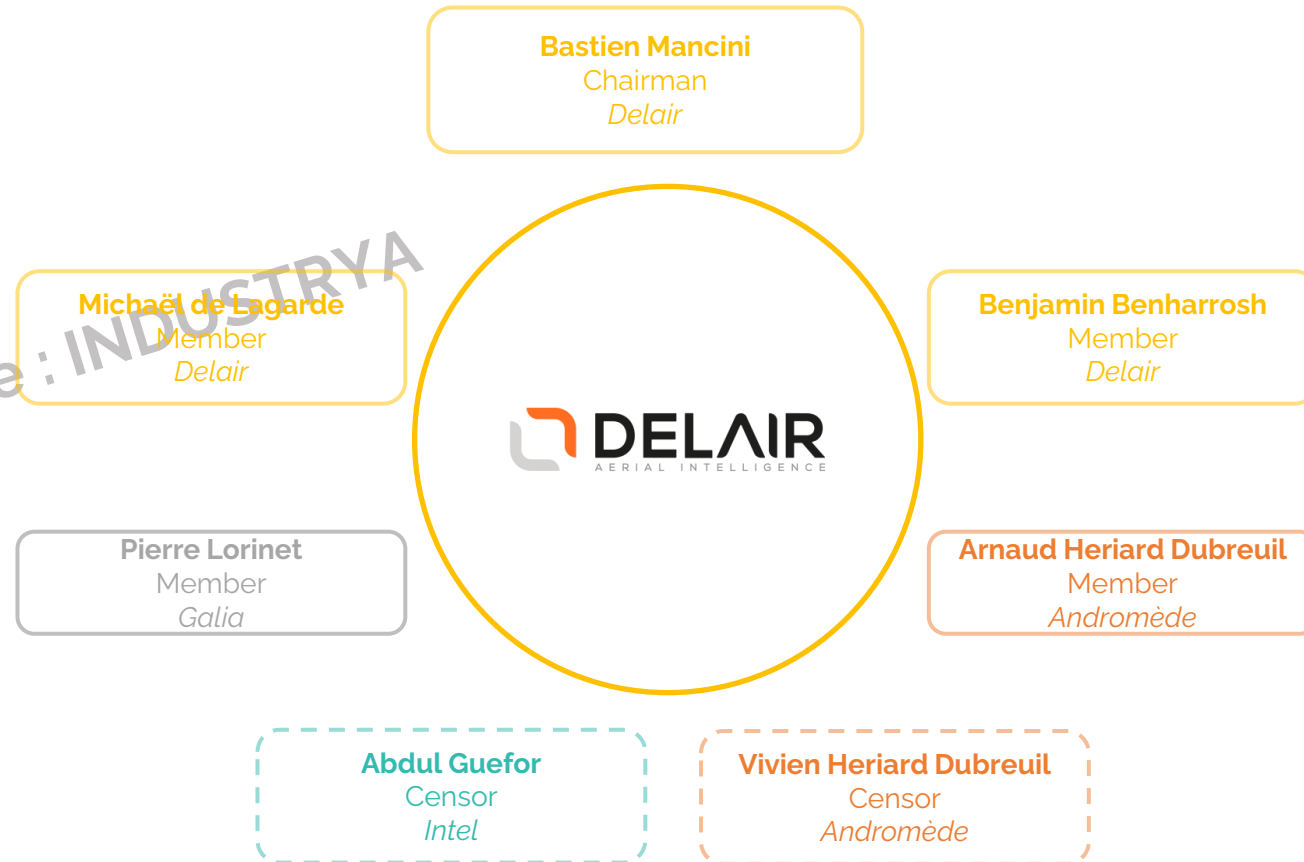 Bastien Mancini
Chairman
Delair
Michaël de Lagarde
Member
Delair
Benjamin Benharrosh
Member
Delair
: INDUSTRYA
DELAIR
AERIAL INTELLIGENCE
Pierre Lorinet
Member
Galia
Arnaud Heriard Dubreuil
Member
Andromède
Abdul Guefor
Censor
Intel
Vivien Heriard Dubreuil
Censor
Andromède